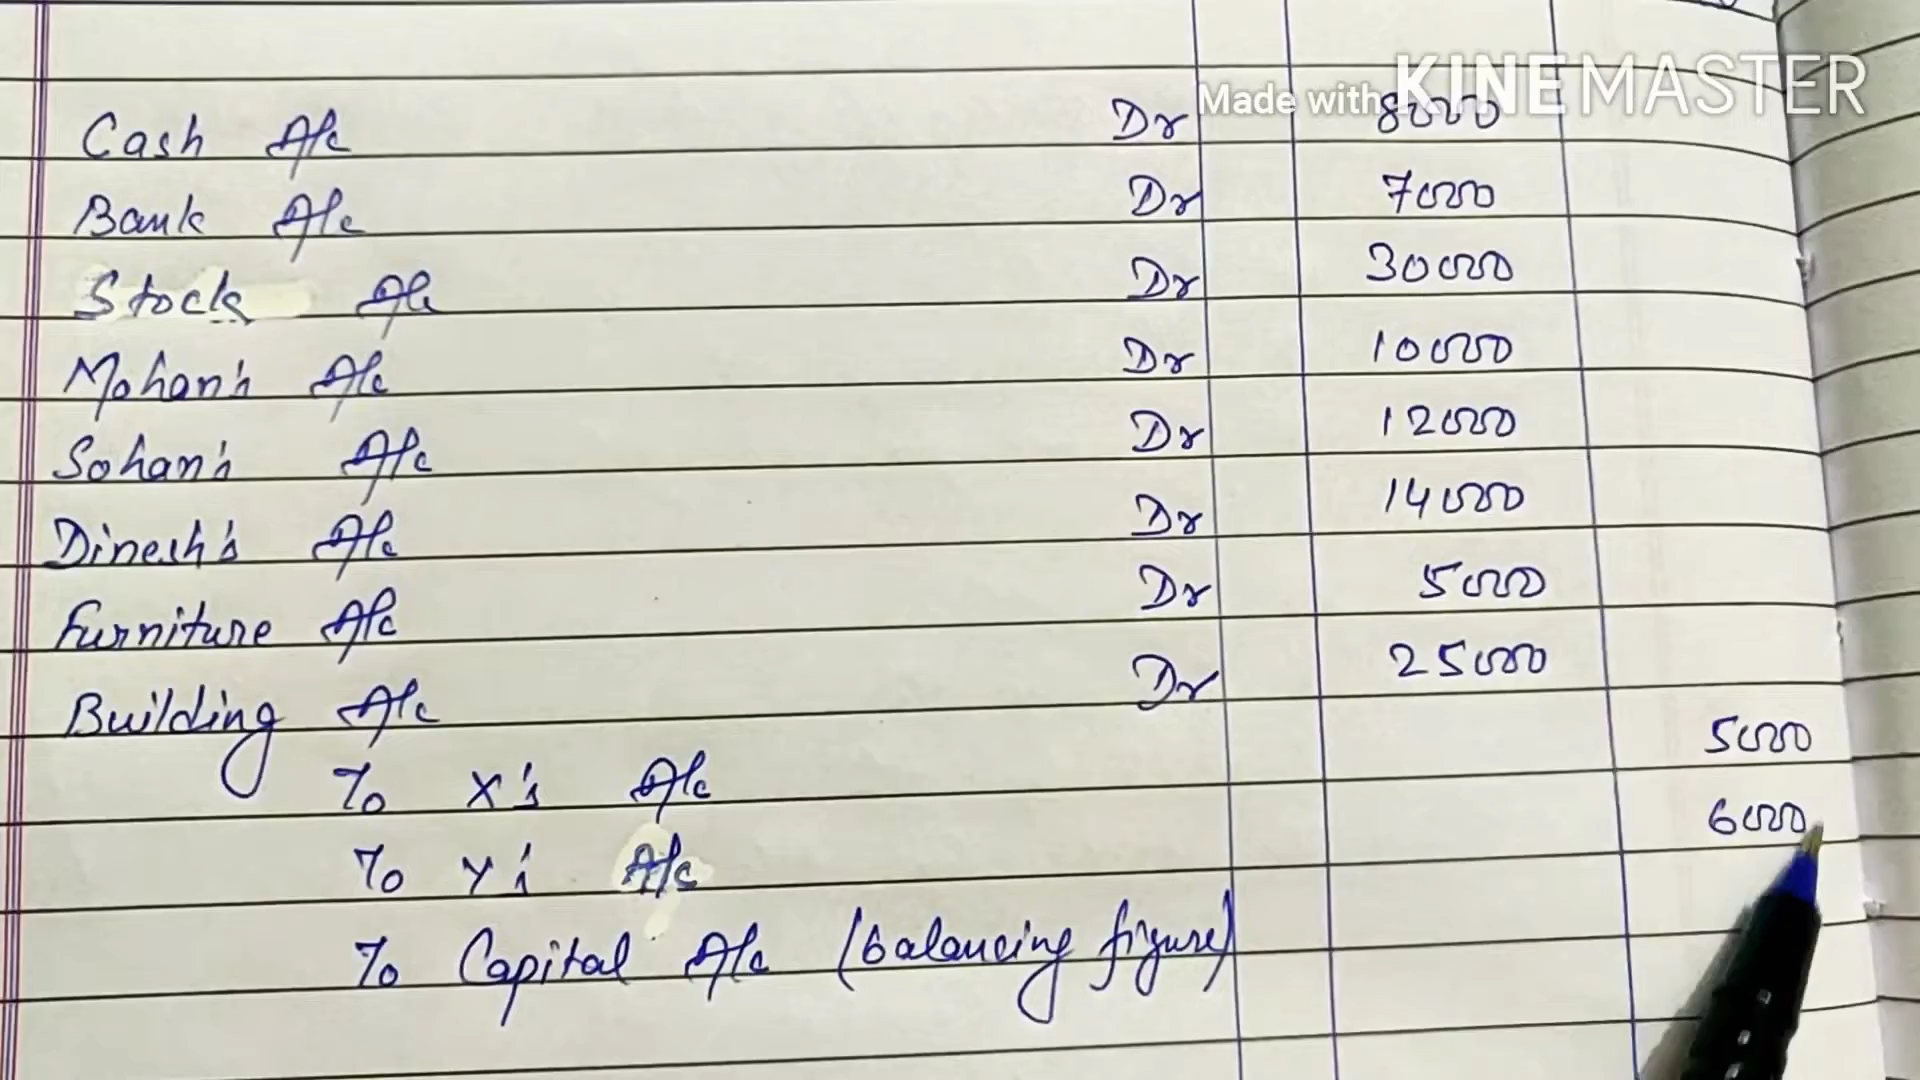 Made with KINEMASTER
Cash A/c Dr 8000
Bank A/c Dr 7000
Stock A/c Dr 30000
Mohan's A/c Dr 10000
Sohan's A/c Dr 12000
Dinesh's A/c Dr 14000
Furniture A/c Dr 5000
Building A/c Dr 25000
To X's A/c 5000
To Y's A/c 6000
To Capital A/c (balancing figure)